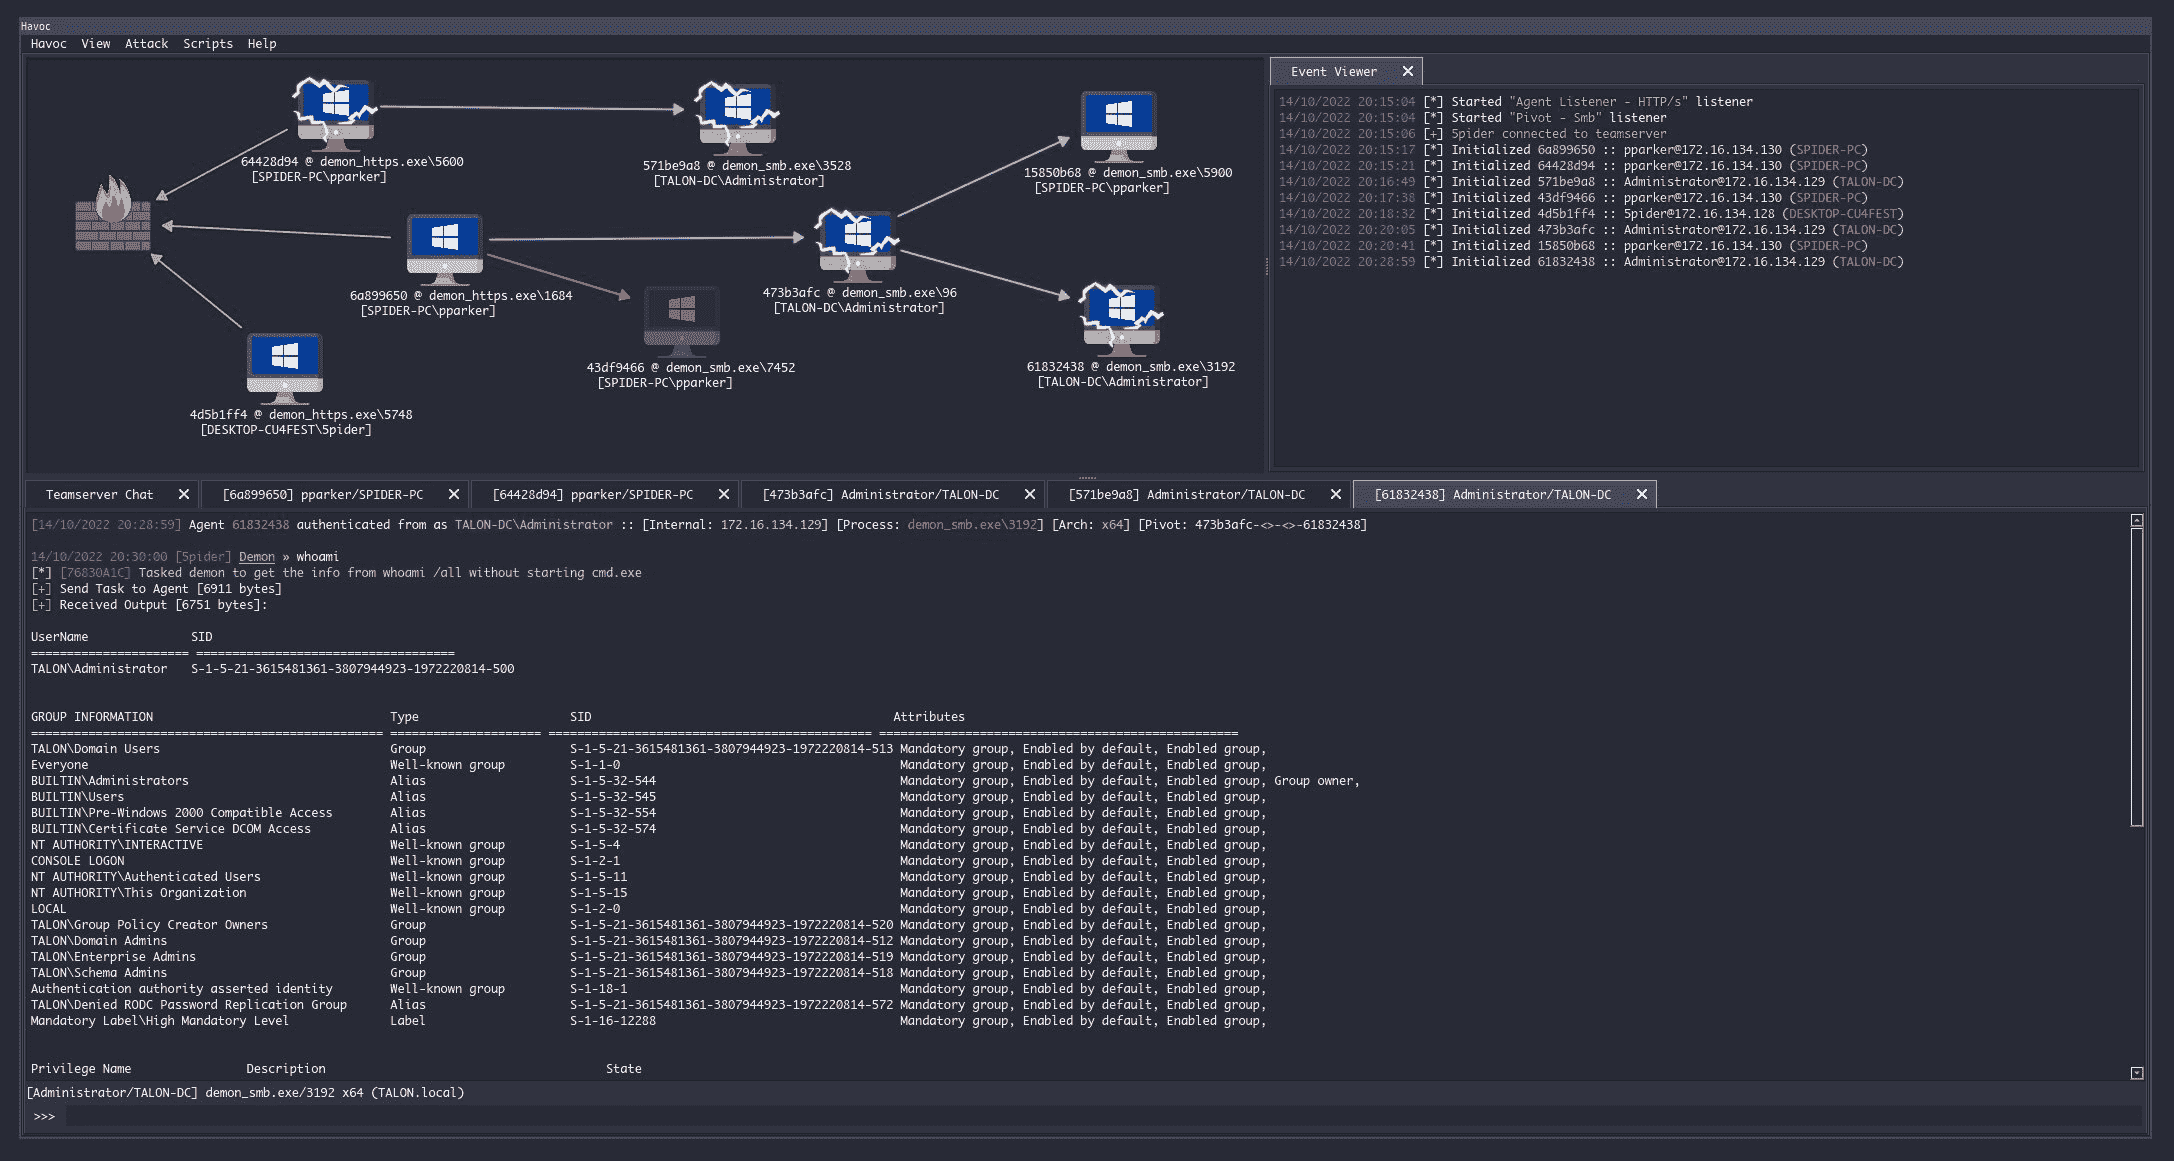 Havoc
Havoc View Attack Scripts Help
64428d94 @ demon_https.exe\5600
[SPIDER-PC\pparker]
571be9a8 @ demon_smb.exe\3528
[TALON-DC\Administrator]
15850b68 @ demon_smb.exe\5900
[SPIDER-PC\pparker]
6a899650 @ demon_https.exe\1684
[SPIDER-PC\pparker]
473b3afc @ demon_smb.exe\96
[TALON-DC\Administrator]
43df9466 @ demon_smb.exe\7452
[SPIDER-PC\pparker]
61832438 @ demon_smb.exe\3192
[TALON-DC\Administrator]
4d5b1ff4 @ demon_https.exe\5748
[DESKTOP-CU4FEST\5pider]
Event Viewer
14/10/2022 20:15:04 [*] Started "Agent Listener - HTTP/s" listener
14/10/2022 20:15:04 [*] Started "Pivot - Smb" listener
14/10/2022 20:15:06 [+] 5pider connected to teamserver
14/10/2022 20:15:17 [*] Initialized 6a899650 :: pparker@172.16.134.130 (SPIDER-PC)
14/10/2022 20:15:21 [*] Initialized 64428d94 :: pparker@172.16.134.130 (SPIDER-PC)
14/10/2022 20:16:49 [*] Initialized 571be9a8 :: Administrator@172.16.134.129 (TALON-DC)
14/10/2022 20:17:38 [*] Initialized 43df9466 :: pparker@172.16.134.130 (SPIDER-PC)
14/10/2022 20:18:32 [*] Initialized 4d5b1ff4 :: 5pider@172.16.134.128 (DESKTOP-CU4FEST)
14/10/2022 20:20:05 [*] Initialized 473b3afc :: Administrator@172.16.134.129 (TALON-DC)
14/10/2022 20:20:41 [*] Initialized 15850b68 :: pparker@172.16.134.130 (SPIDER-PC)
14/10/2022 20:28:59 [*] Initialized 61832438 :: Administrator@172.16.134.129 (TALON-DC)
Teamserver Chat [6a899650] pparker/SPIDER-PC [64428d94] pparker/SPIDER-PC [473b3afc] Administrator/TALON-DC [571be9a8] Administrator/TALON-DC [61832438] Administrator/TALON-DC
[14/10/2022 20:28:59] Agent 61832438 authenticated from as TALON-DC\Administrator :: [Internal: 172.16.134.129] [Process: demon_smb.exe\3192] [Arch: x64] [Pivot: 473b3afc-<>-<>-61832438]
14/10/2022 20:30:00 [5pider] Demon » whoami
[*] [76830A1C] Tasked demon to get the info from whoami /all without starting cmd.exe
[+] Send Task to Agent [6911 bytes]
[+] Received Output [6751 bytes]:
UserName SID
====================== ====================================
TALON\Administrator S-1-5-21-3615481361-3807944923-1972220814-500
GROUP INFORMATION Type SID Attributes
================================================= ===================== ============================================= ==================================================
TALON\Domain Users Group S-1-5-21-3615481361-3807944923-1972220814-513 Mandatory group, Enabled by default, Enabled group,
Everyone Well-known group S-1-1-0 Mandatory group, Enabled by default, Enabled group,
BUILTIN\Administrators Alias S-1-5-32-544 Mandatory group, Enabled by default, Enabled group, Group owner,
BUILTIN\Users Alias S-1-5-32-545 Mandatory group, Enabled by default, Enabled group,
BUILTIN\Pre-Windows 2000 Compatible Access Alias S-1-5-32-554 Mandatory group, Enabled by default, Enabled group,
BUILTIN\Certificate Service DCOM Access Alias S-1-5-32-574 Mandatory group, Enabled by default, Enabled group,
NT AUTHORITY\INTERACTIVE Well-known group S-1-5-4 Mandatory group, Enabled by default, Enabled group,
CONSOLE LOGON Well-known group S-1-2-1 Mandatory group, Enabled by default, Enabled group,
NT AUTHORITY\Authenticated Users Well-known group S-1-5-11 Mandatory group, Enabled by default, Enabled group,
NT AUTHORITY\This Organization Well-known group S-1-5-15 Mandatory group, Enabled by default, Enabled group,
LOCAL Well-known group S-1-2-0 Mandatory group, Enabled by default, Enabled group,
TALON\Group Policy Creator Owners Group S-1-5-21-3615481361-3807944923-1972220814-520 Mandatory group, Enabled by default, Enabled group,
TALON\Domain Admins Group S-1-5-21-3615481361-3807944923-1972220814-512 Mandatory group, Enabled by default, Enabled group,
TALON\Enterprise Admins Group S-1-5-21-3615481361-3807944923-1972220814-519 Mandatory group, Enabled by default, Enabled group,
TALON\Schema Admins Group S-1-5-21-3615481361-3807944923-1972220814-518 Mandatory group, Enabled by default, Enabled group,
Authentication authority asserted identity Well-known group S-1-18-1 Mandatory group, Enabled by default, Enabled group,
TALON\Denied RODC Password Replication Group Alias S-1-5-21-3615481361-3807944923-1972220814-572 Mandatory group, Enabled by default, Enabled group,
Mandatory Label\High Mandatory Level Label S-1-16-12288 Mandatory group, Enabled by default, Enabled group,
Privilege Name Description State
[Administrator/TALON-DC] demon_smb.exe/3192 x64 (TALON.local)
>>>